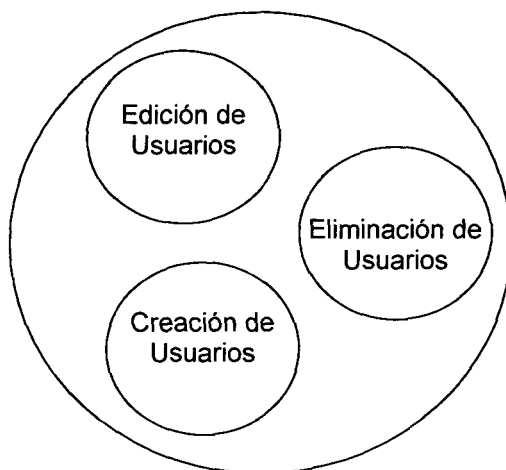 Edición de
Usuarios
Eliminación de
Usuarios
Creación de
Usuarios